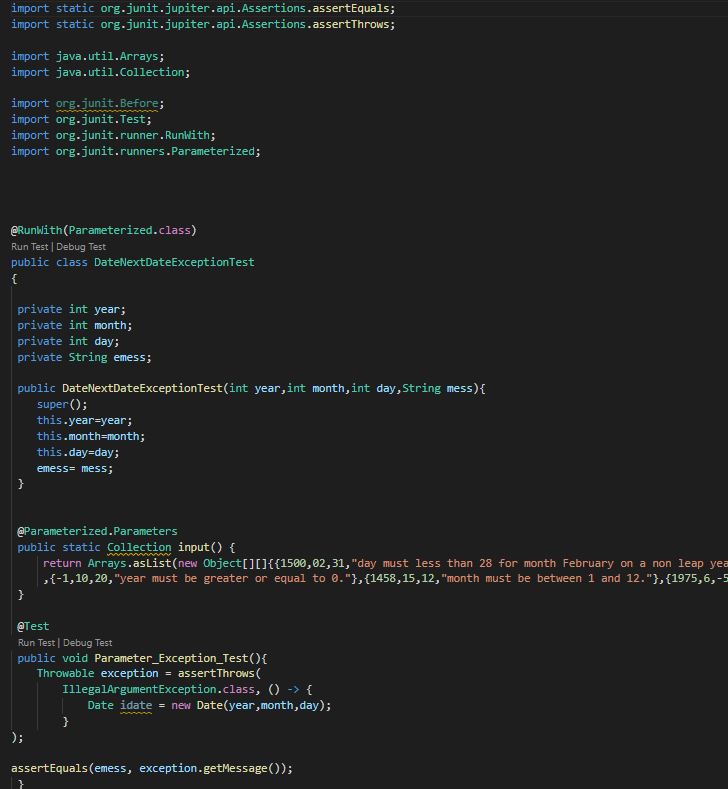 import static org.junit.jupiter.api.Assertions.assertEquals;
import static org.junit.jupiter.api.Assertions.assertThrows;
import java.util.Arrays;
import java.util.Collection;
import org.junit.Before;
import org.junit.Test;
import org.junit.runner.RunWith;
import org.junit.runners.Parameterized;
@RunWith(Parameterized.class)
Run Test | Debug Test
public class DateNextDateExceptionTest
{
private int year;
private int month;
private int day;
private String emess;
public DateNextDateExceptionTest(int year,int month,int day,String mess){
super();
this.year=year;
this.month=month;
this.day=day;
emess= mess;
}
@Parameterized.Parameters
public static Collection input() {
return Arrays.asList(new Object[][]{{1500,02,31,"day must less than 28 for month February on a non leap yea
,{-1,10,20,"year must be greater or equal to 0."},{1458,15,12,"month must be between 1 and 12."},{1975,6,-5
}
@Test
Run Test | Debug Test
public void Parameter_Exception_Test(){
Throwable exception = assertThrows(
IllegalArgumentException.class, () -> {
Date idate = new Date(year,month,day);
}
);
assertEquals(emess, exception.getMessage());
}